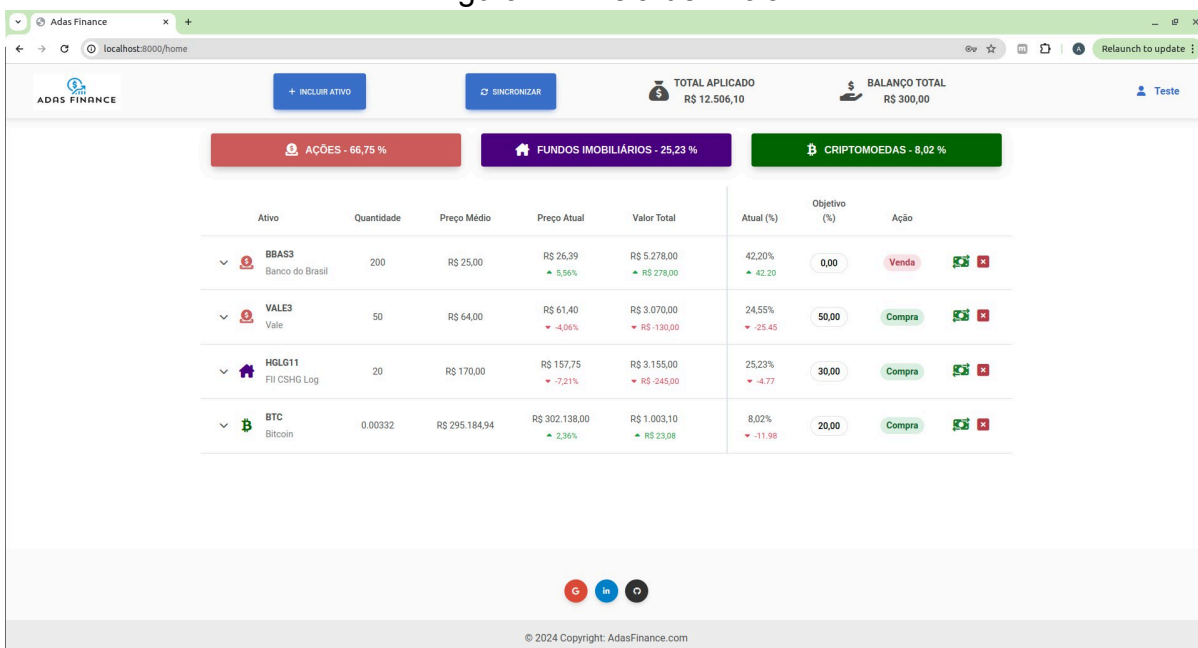 Adas Finance
localhost:8000/home
Relaunch to update
A
ADAS FINANCE
+ INCLUIR ATIVO
SINCRONIZAR
TOTAL APLICADO
R$ 12.506,10
BALANÇO TOTAL
R$ 300,00
Teste
AÇÕES - 66,75 %
FUNDOS IMOBILIÁRIOS - 25,23 %
CRIPTOMOEDAS - 8,02 %
Ativo Quantidade Preço Médio Preço Atual Valor Total Atual (%) Objetivo (%) Ação
BBAS3 200 R$ 25,00 R$ 26,39 R$ 5.278,00 42,20% 0,00 Venda
Banco do Brasil 5,56% R$ 278,00 42.20
VALE3 50 R$ 64,00 R$ 61,40 R$ 3.070,00 24,55% 50,00 Compra
Vale -4,06% R$ -130,00 -25.45
HGLG11 20 R$ 170,00 R$ 157,75 R$ 3.155,00 25,23% 30,00 Compra
FII CSHG Log -7,21% R$ -245,00 -4.77
BTC 0.00332 R$ 295.184,94 R$ 302.138,00 R$ 1.003,10 8,02% 20,00 Compra
Bitcoin 2,36% R$ 23,08 -11.98
G in
© 2024 Copyright: AdasFinance.com